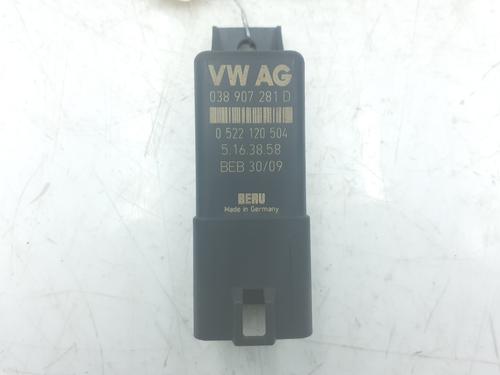 VW AG
038 907 281 D
0 522 120 504
5.16.38.58
BEB 30/09
BERU
Made in Germany